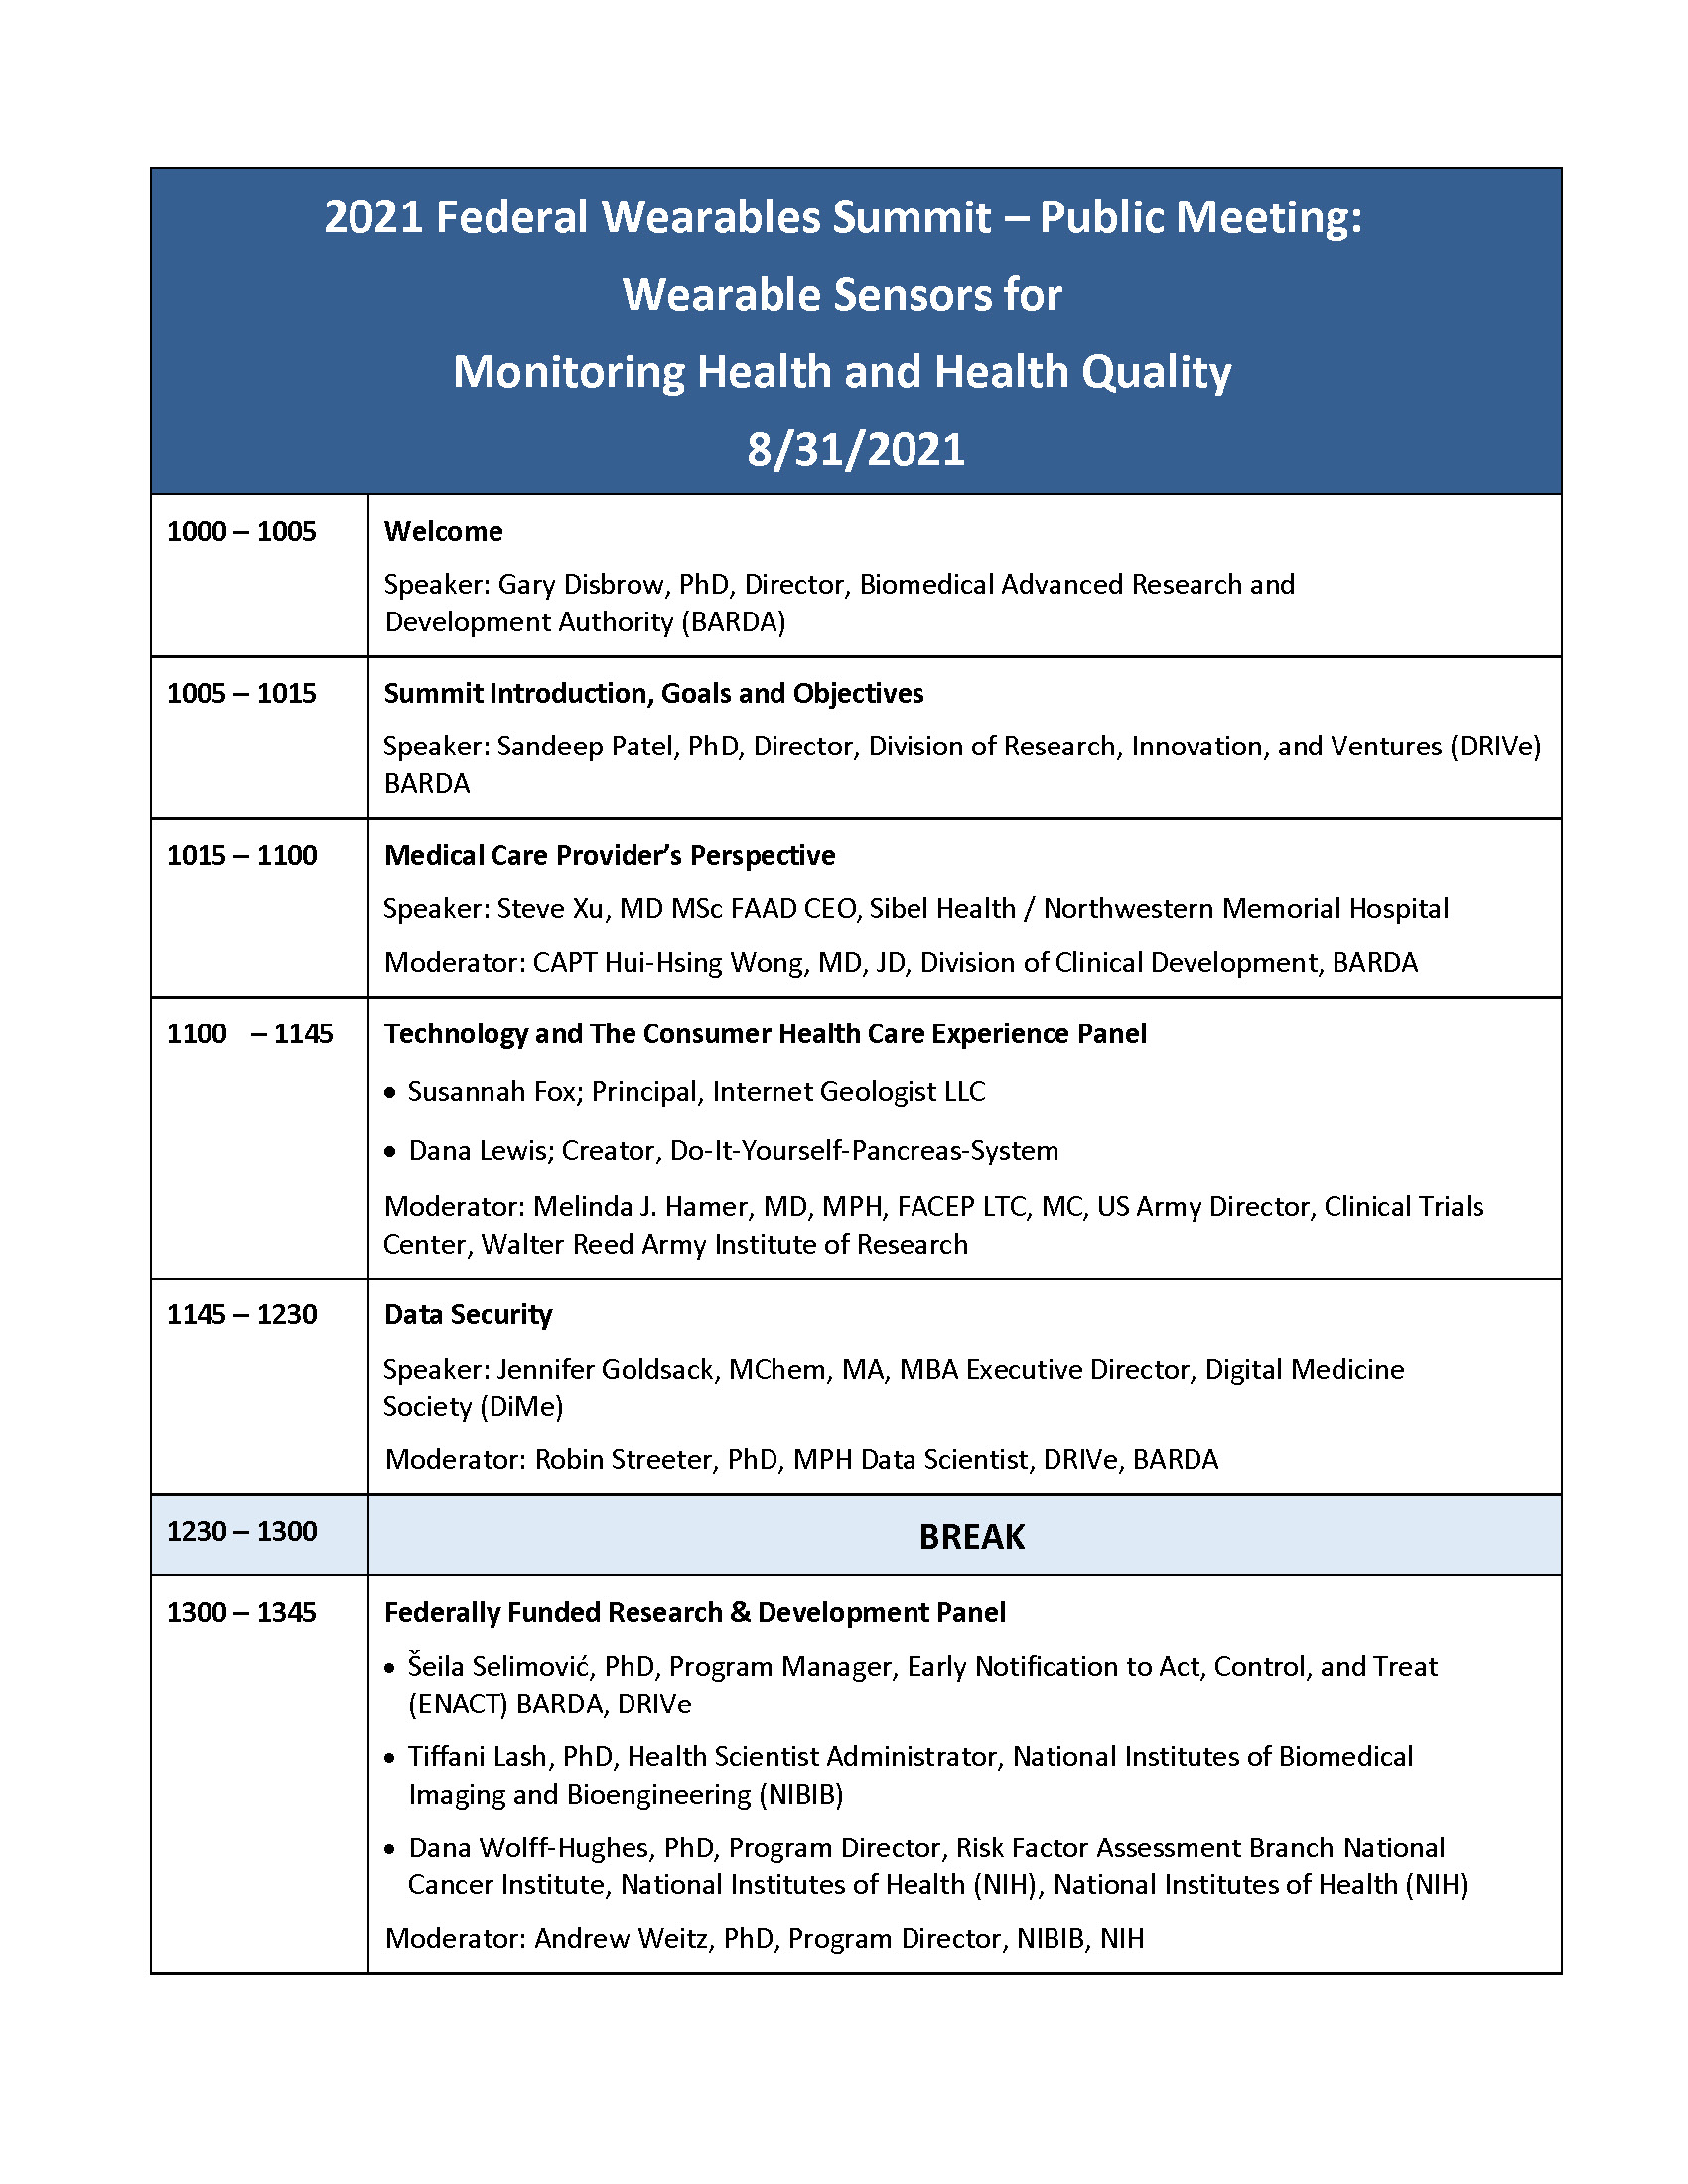 2021 Federal Wearables Summit – Public Meeting:
Wearable Sensors for
Monitoring Health and Health Quality
8/31/2021
1000 – 1005
Welcome
Speaker: Gary Disbrow, PhD, Director, Biomedical Advanced Research and
Development Authority (BARDA)
1005 – 1015
Summit Introduction, Goals and Objectives
Speaker: Sandeep Patel, PhD, Director, Division of Research, Innovation, and Ventures (DRIVe)
BARDA
1015 – 1100
Medical Care Provider’s Perspective
Speaker: Steve Xu, MD MSc FAAD CEO, Sibel Health / Northwestern Memorial Hospital
Moderator: CAPT Hui-Hsing Wong, MD, JD, Division of Clinical Development, BARDA
1100 – 1145
Technology and The Consumer Health Care Experience Panel
• Susannah Fox; Principal, Internet Geologist LLC
• Dana Lewis; Creator, Do-It-Yourself-Pancreas-System
Moderator: Melinda J. Hamer, MD, MPH, FACEP LTC, MC, US Army Director, Clinical Trials
Center, Walter Reed Army Institute of Research
1145 – 1230
Data Security
Speaker: Jennifer Goldsack, MChem, MA, MBA Executive Director, Digital Medicine
Society (DiMe)
Moderator: Robin Streeter, PhD, MPH Data Scientist, DRIVe, BARDA
1230 – 1300
BREAK
1300 – 1345
Federally Funded Research & Development Panel
• Šeila Selimović, PhD, Program Manager, Early Notification to Act, Control, and Treat
(ENACT) BARDA, DRIVe
• Tiffani Lash, PhD, Health Scientist Administrator, National Institutes of Biomedical
Imaging and Bioengineering (NIBIB)
• Dana Wolff-Hughes, PhD, Program Director, Risk Factor Assessment Branch National
Cancer Institute, National Institutes of Health (NIH), National Institutes of Health (NIH)
Moderator: Andrew Weitz, PhD, Program Director, NIBIB, NIH